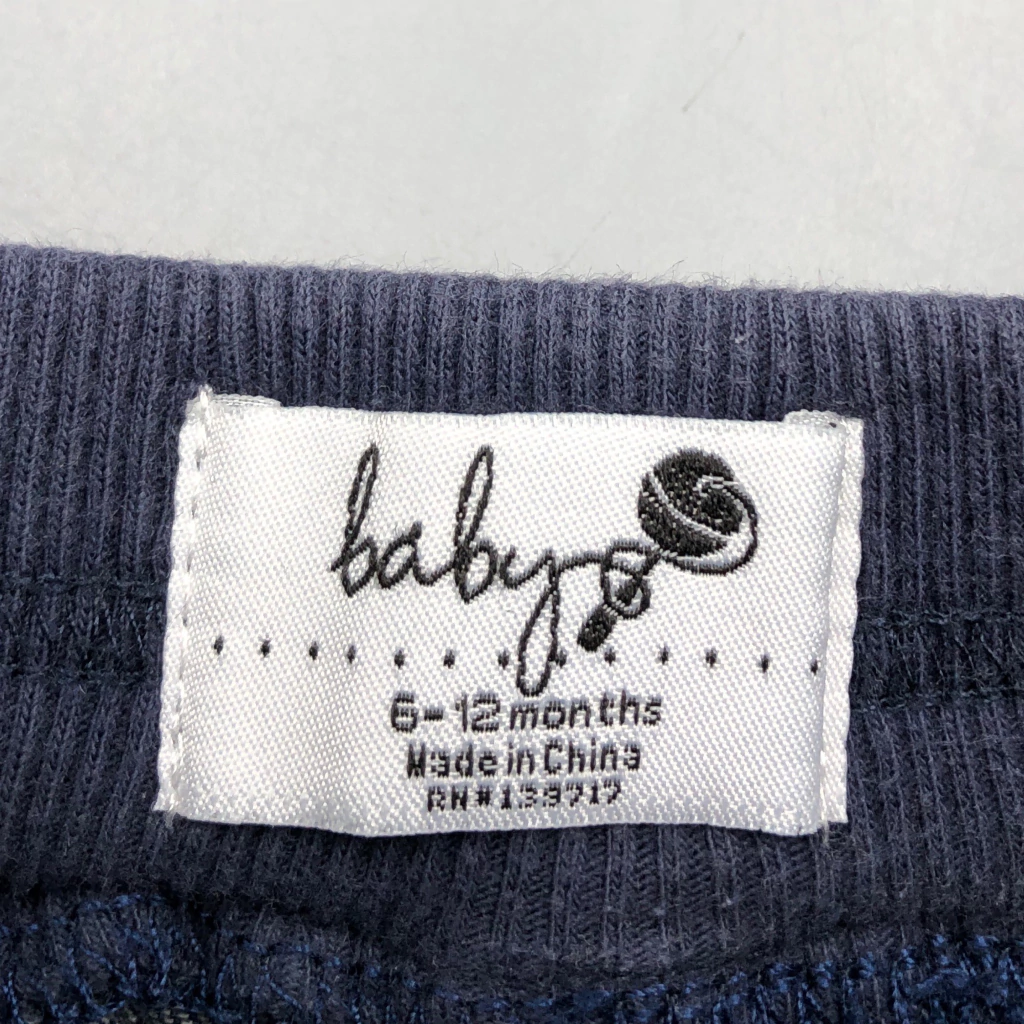 baby
6-12 months
Made in China
RN#133717